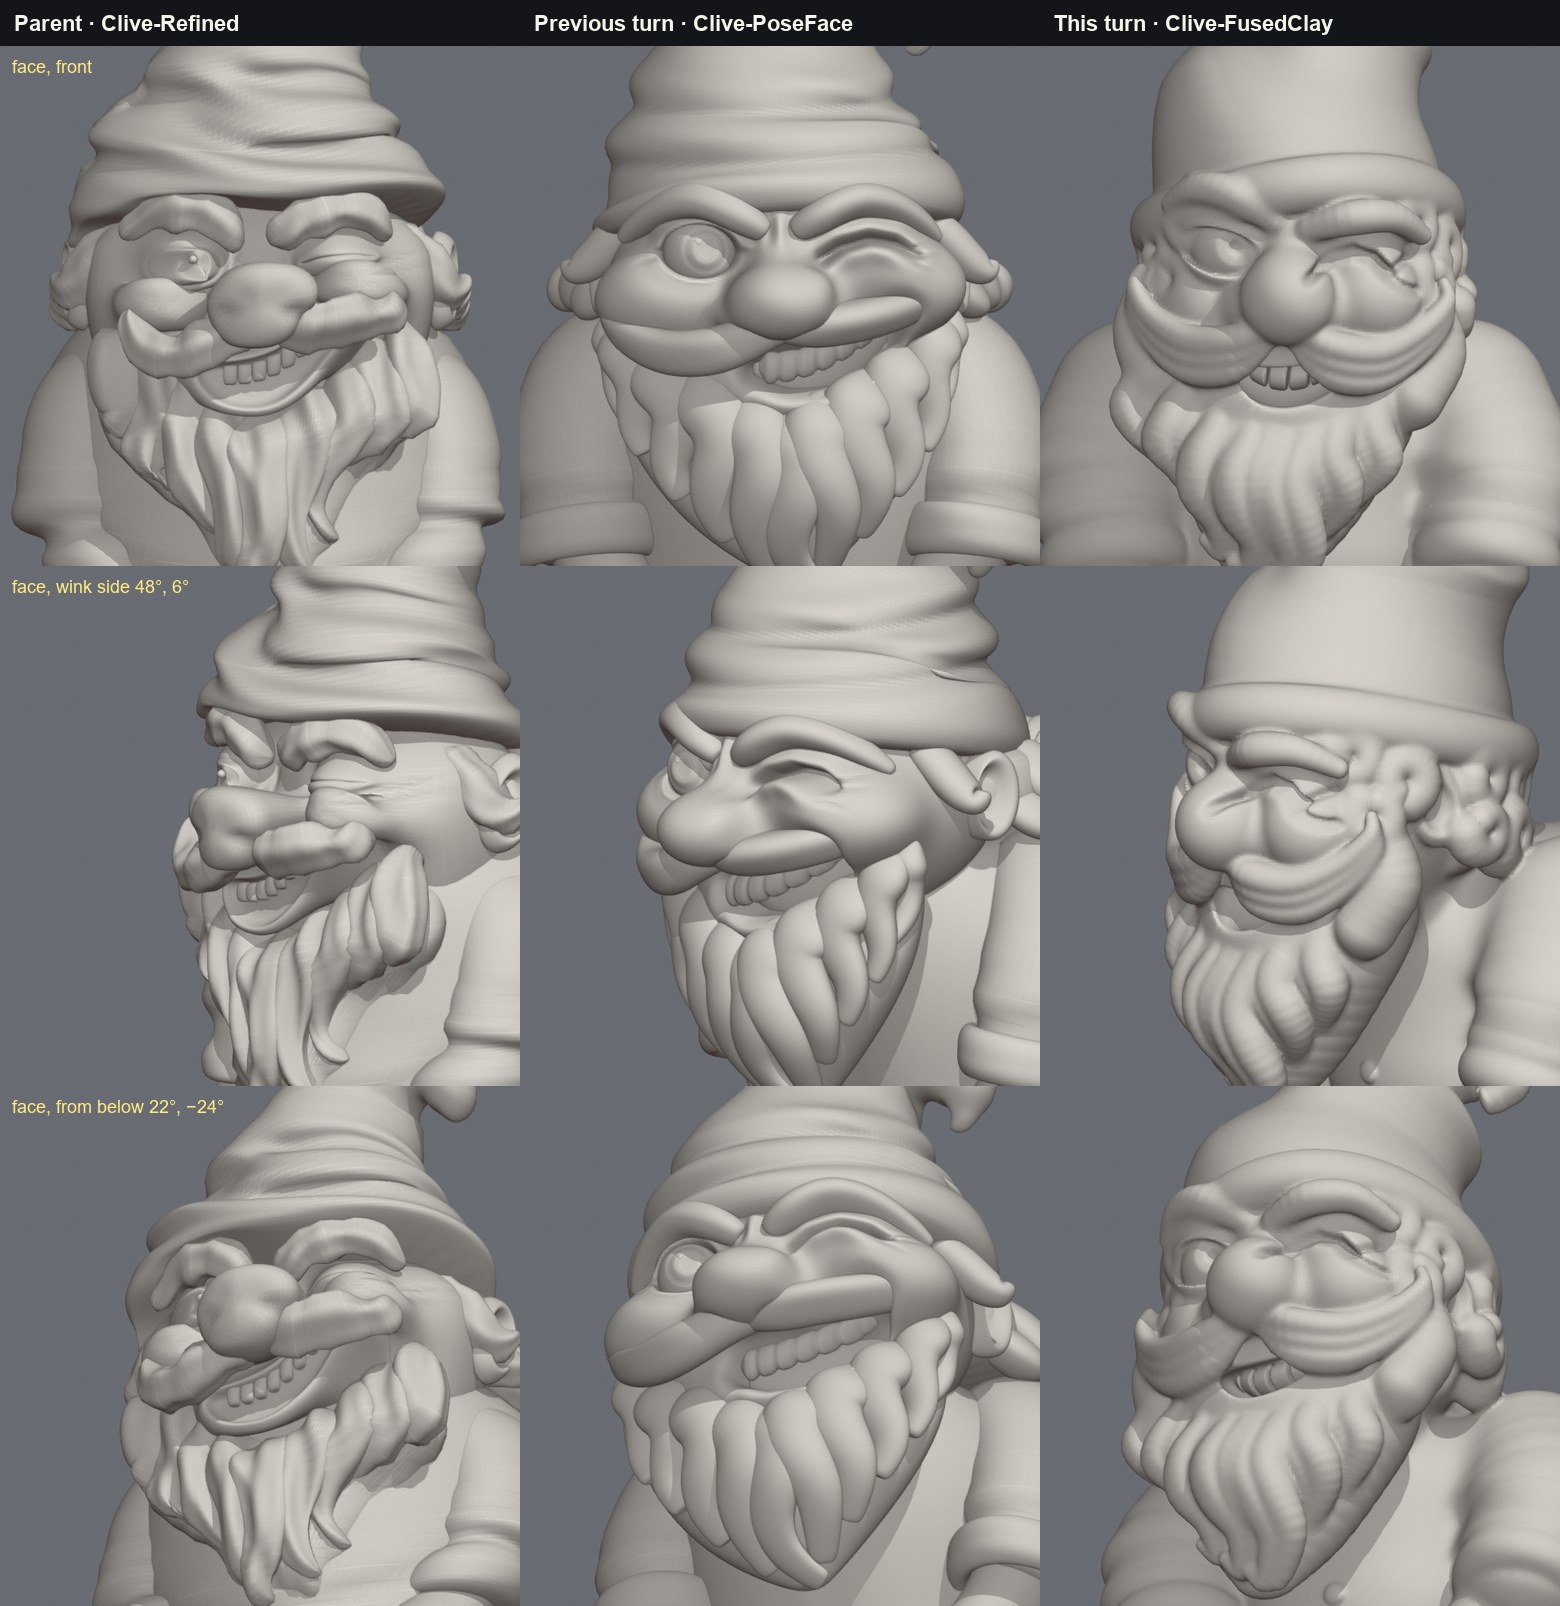 Parent · Clive-Refined
Previous turn · Clive-PoseFace
This turn · Clive-FusedClay
face, front
face, wink side 48°, 6°
face, from below 22°, −24°